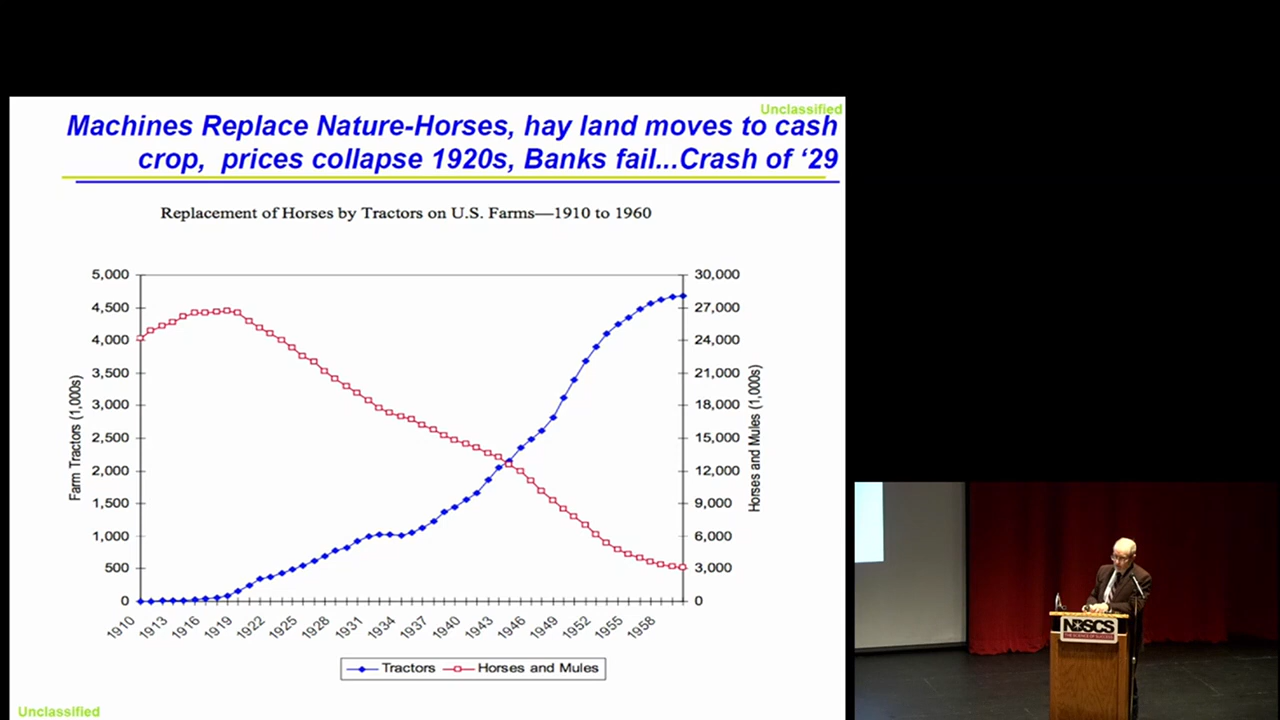 Unclassified
Machines Replace Nature-Horses, hay land moves to cash
crop, prices collapse 1920s, Banks fail...Crash of ‘29
Replacement of Horses by Tractors on U.S. Farms—1910 to 1960
5,000
4,500
4,000
3,500
3,000
2,500
2,000
1,500
1,000
500
0
Farm Tractors (1,000s)
30,000
27,000
24,000
21,000
18,000
15,000
12,000
9,000
6,000
3,000
0
Horses and Mules (1,000s)
1910 1913 1916 1919 1922 1925 1928 1931 1934 1937 1940 1943 1946 1949 1952 1955 1958
Tractors Horses and Mules
Unclassified
NDSCS
THE SCIENCE OF SUCCESS